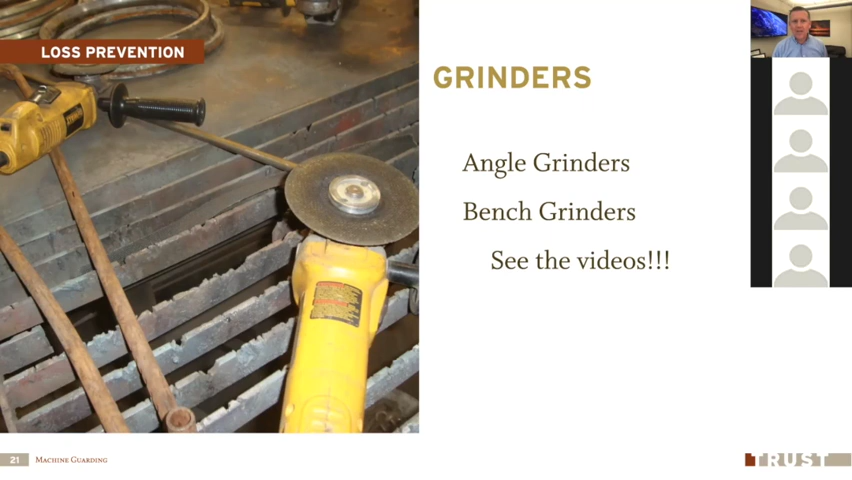 LOSS PREVENTION
GRINDERS
Angle Grinders
Bench Grinders
See the videos!!!
21 Machine Guarding
TRUST